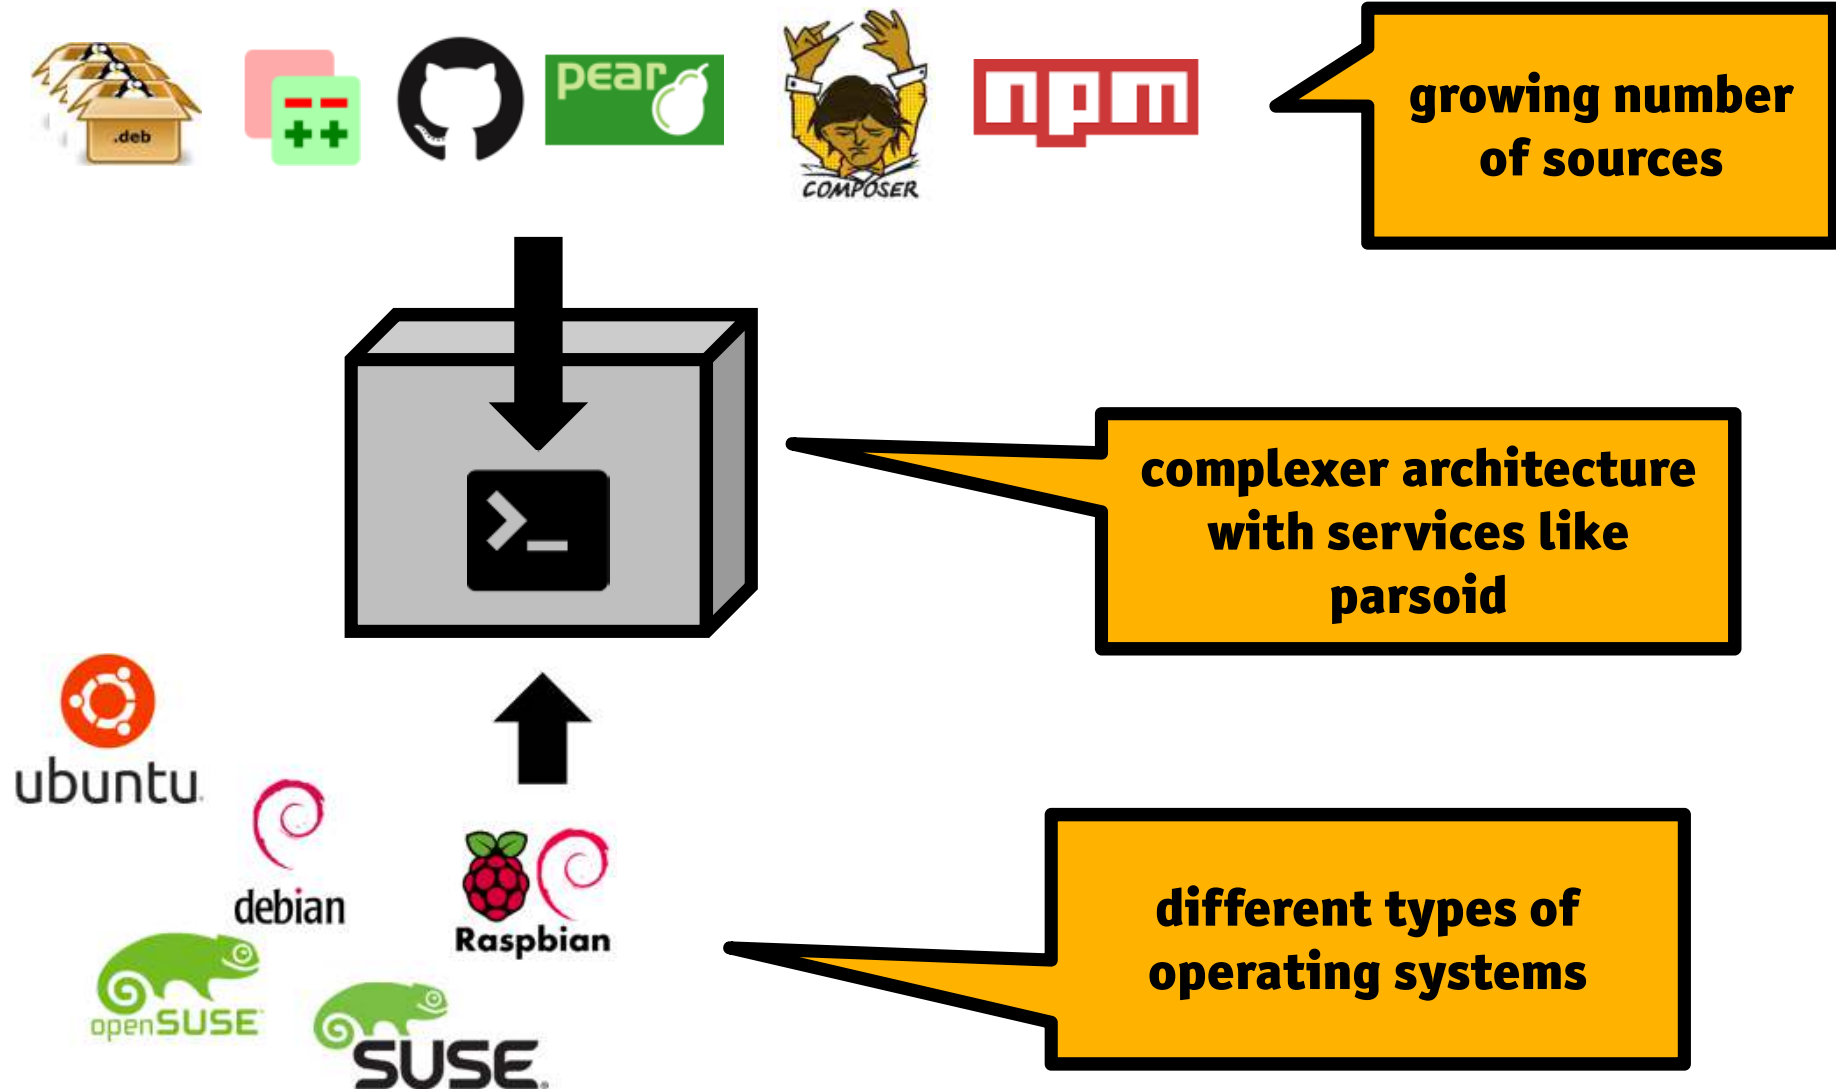 .deb
pear
COMPOSER
npm
growing number
of sources
>_
complexer architecture
with services like
parsoid
ubuntu
debian
Raspbian
openSUSE
SUSE
different types of
operating systems